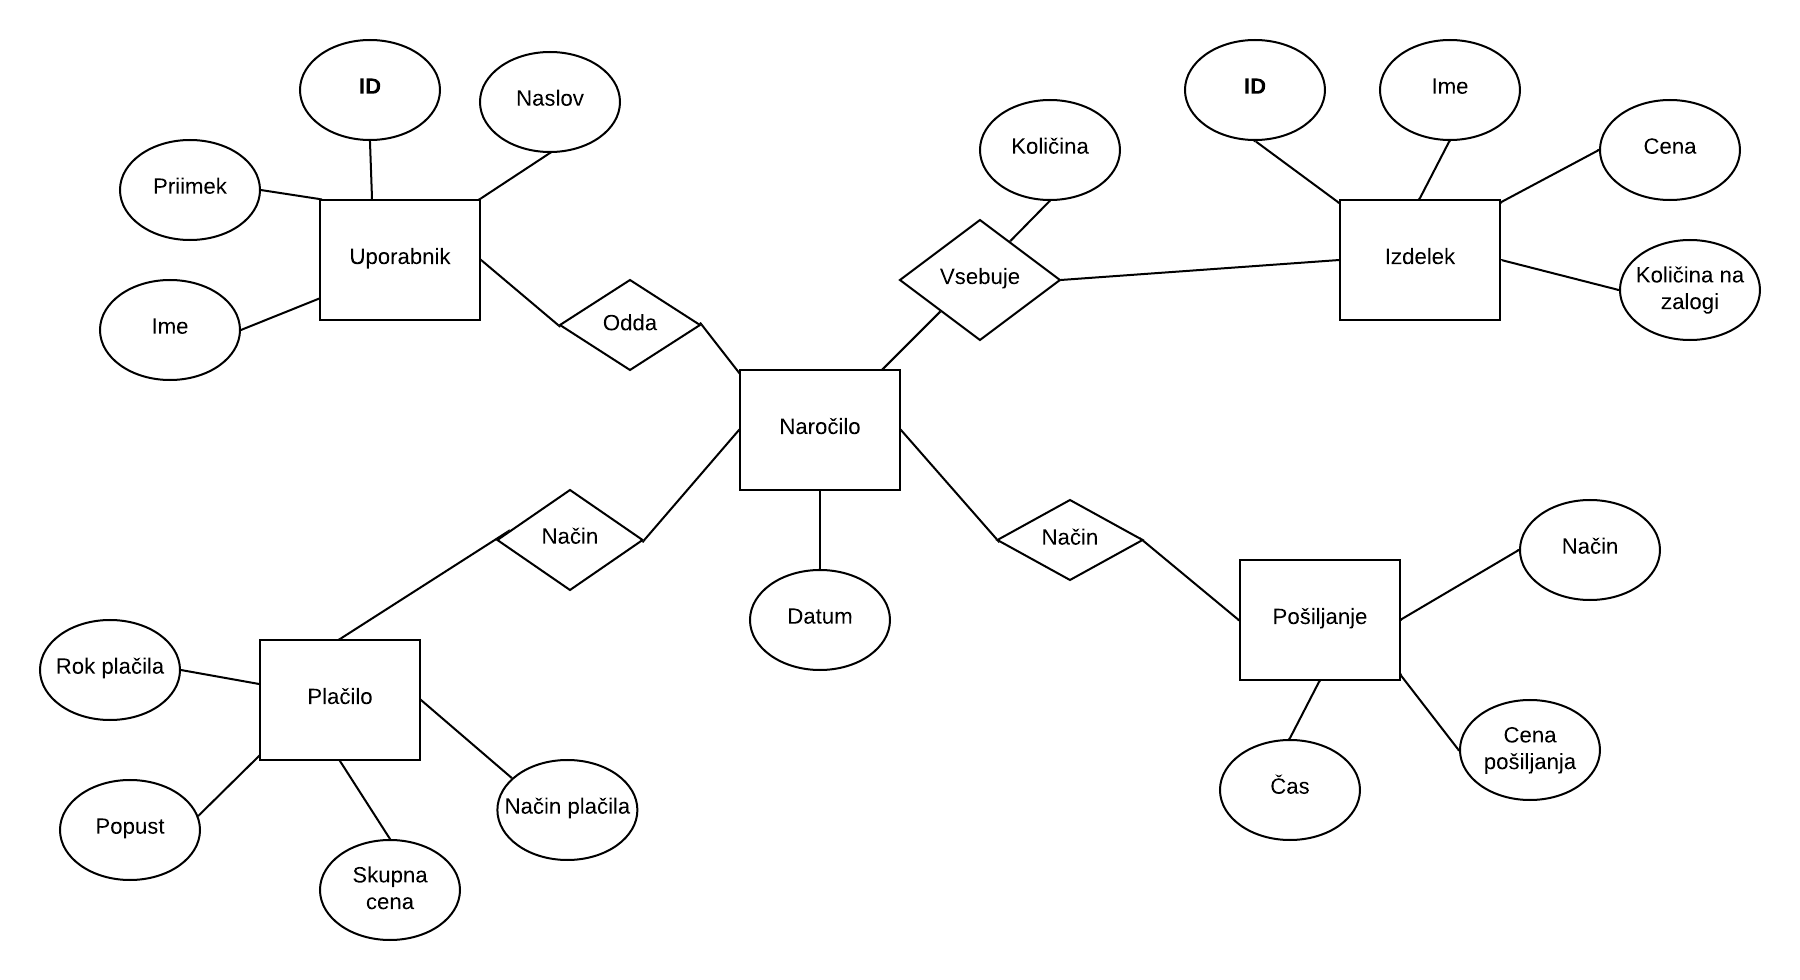 ID
Naslov
Priimek
Uporabnik
Ime
Odda
Količina
Vsebuje
ID
Ime
Cena
Izdelek
Količina na
zalogi
Naročilo
Način
Način
Datum
Način
Pošiljanje
Cena
pošiljanja
Čas
Rok plačila
Plačilo
Popust
Način plačila
Skupna
cena